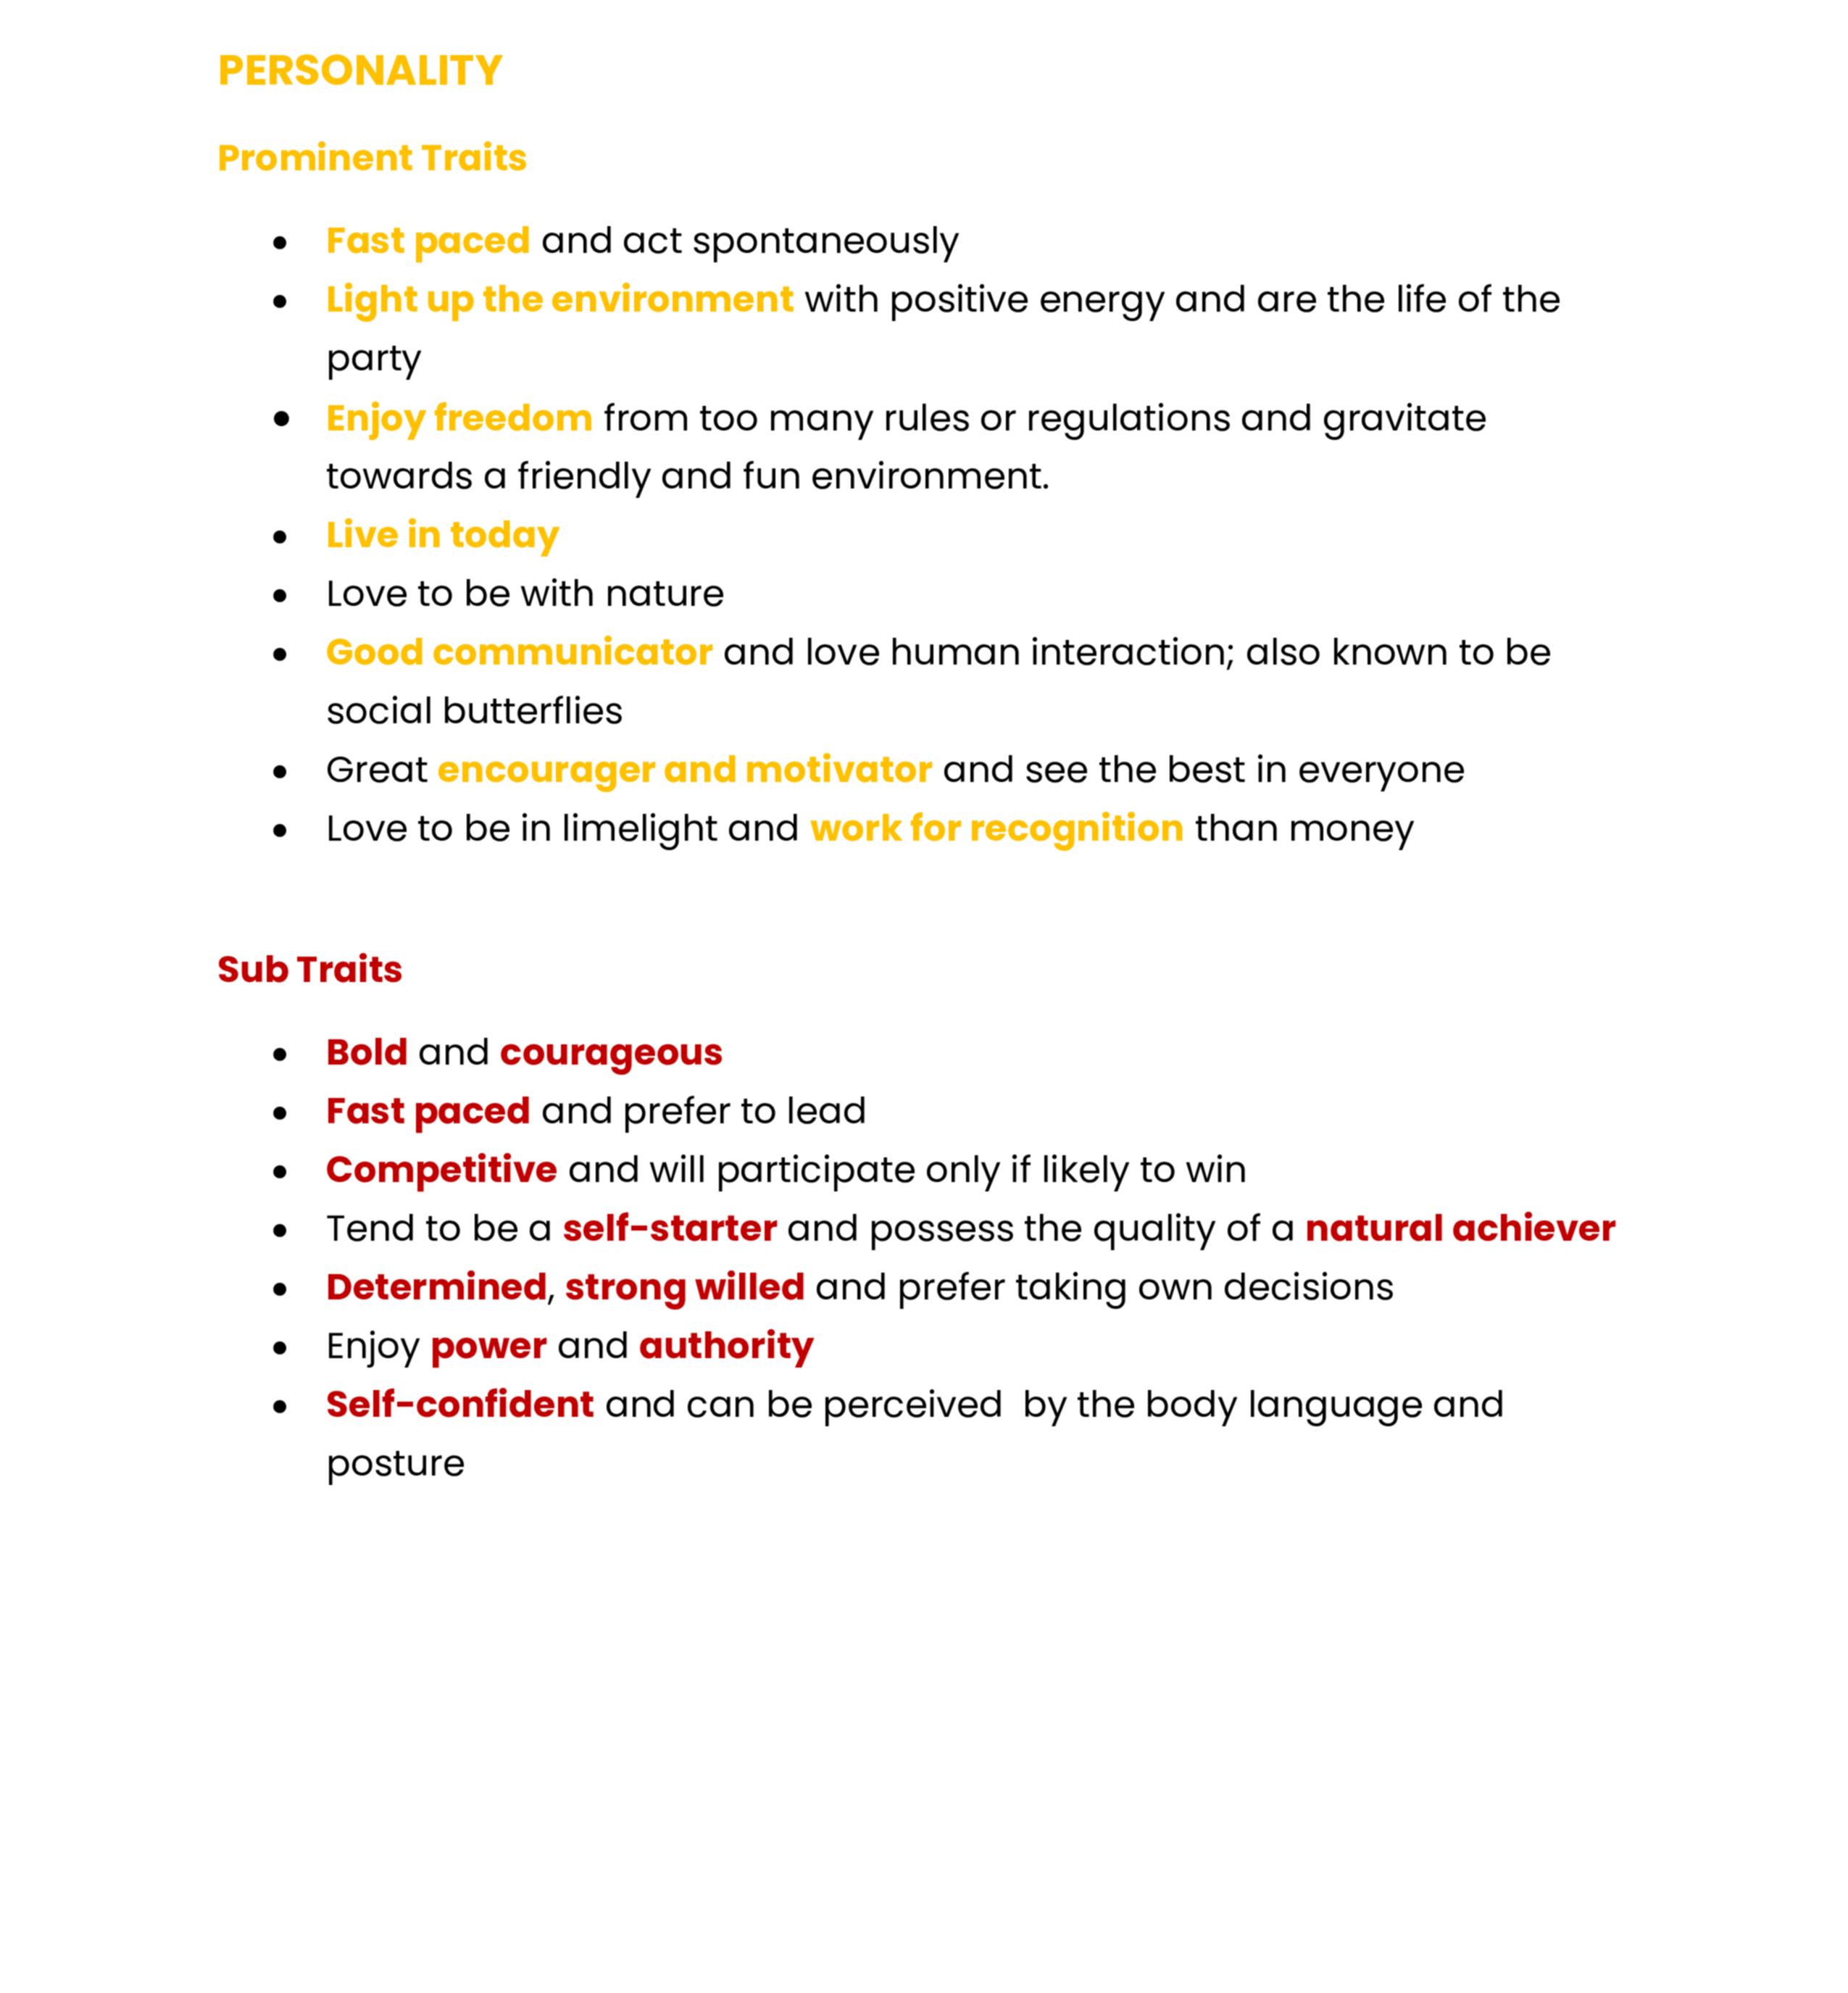 PERSONALITY
Prominent Traits
● Fast paced and act spontaneously
● Light up the environment with positive energy and are the life of the
party
● Enjoy freedom from too many rules or regulations and gravitate
towards a friendly and fun environment.
● Live in today
● Love to be with nature
● Good communicator and love human interaction; also known to be
social butterflies
● Great encourager and motivator and see the best in everyone
● Love to be in limelight and work for recognition than money
Sub Traits
● Bold and courageous
● Fast paced and prefer to lead
● Competitive and will participate only if likely to win
● Tend to be a self-starter and possess the quality of a natural achiever
● Determined, strong willed and prefer taking own decisions
● Enjoy power and authority
● Self-confident and can be perceived  by the body language and
posture